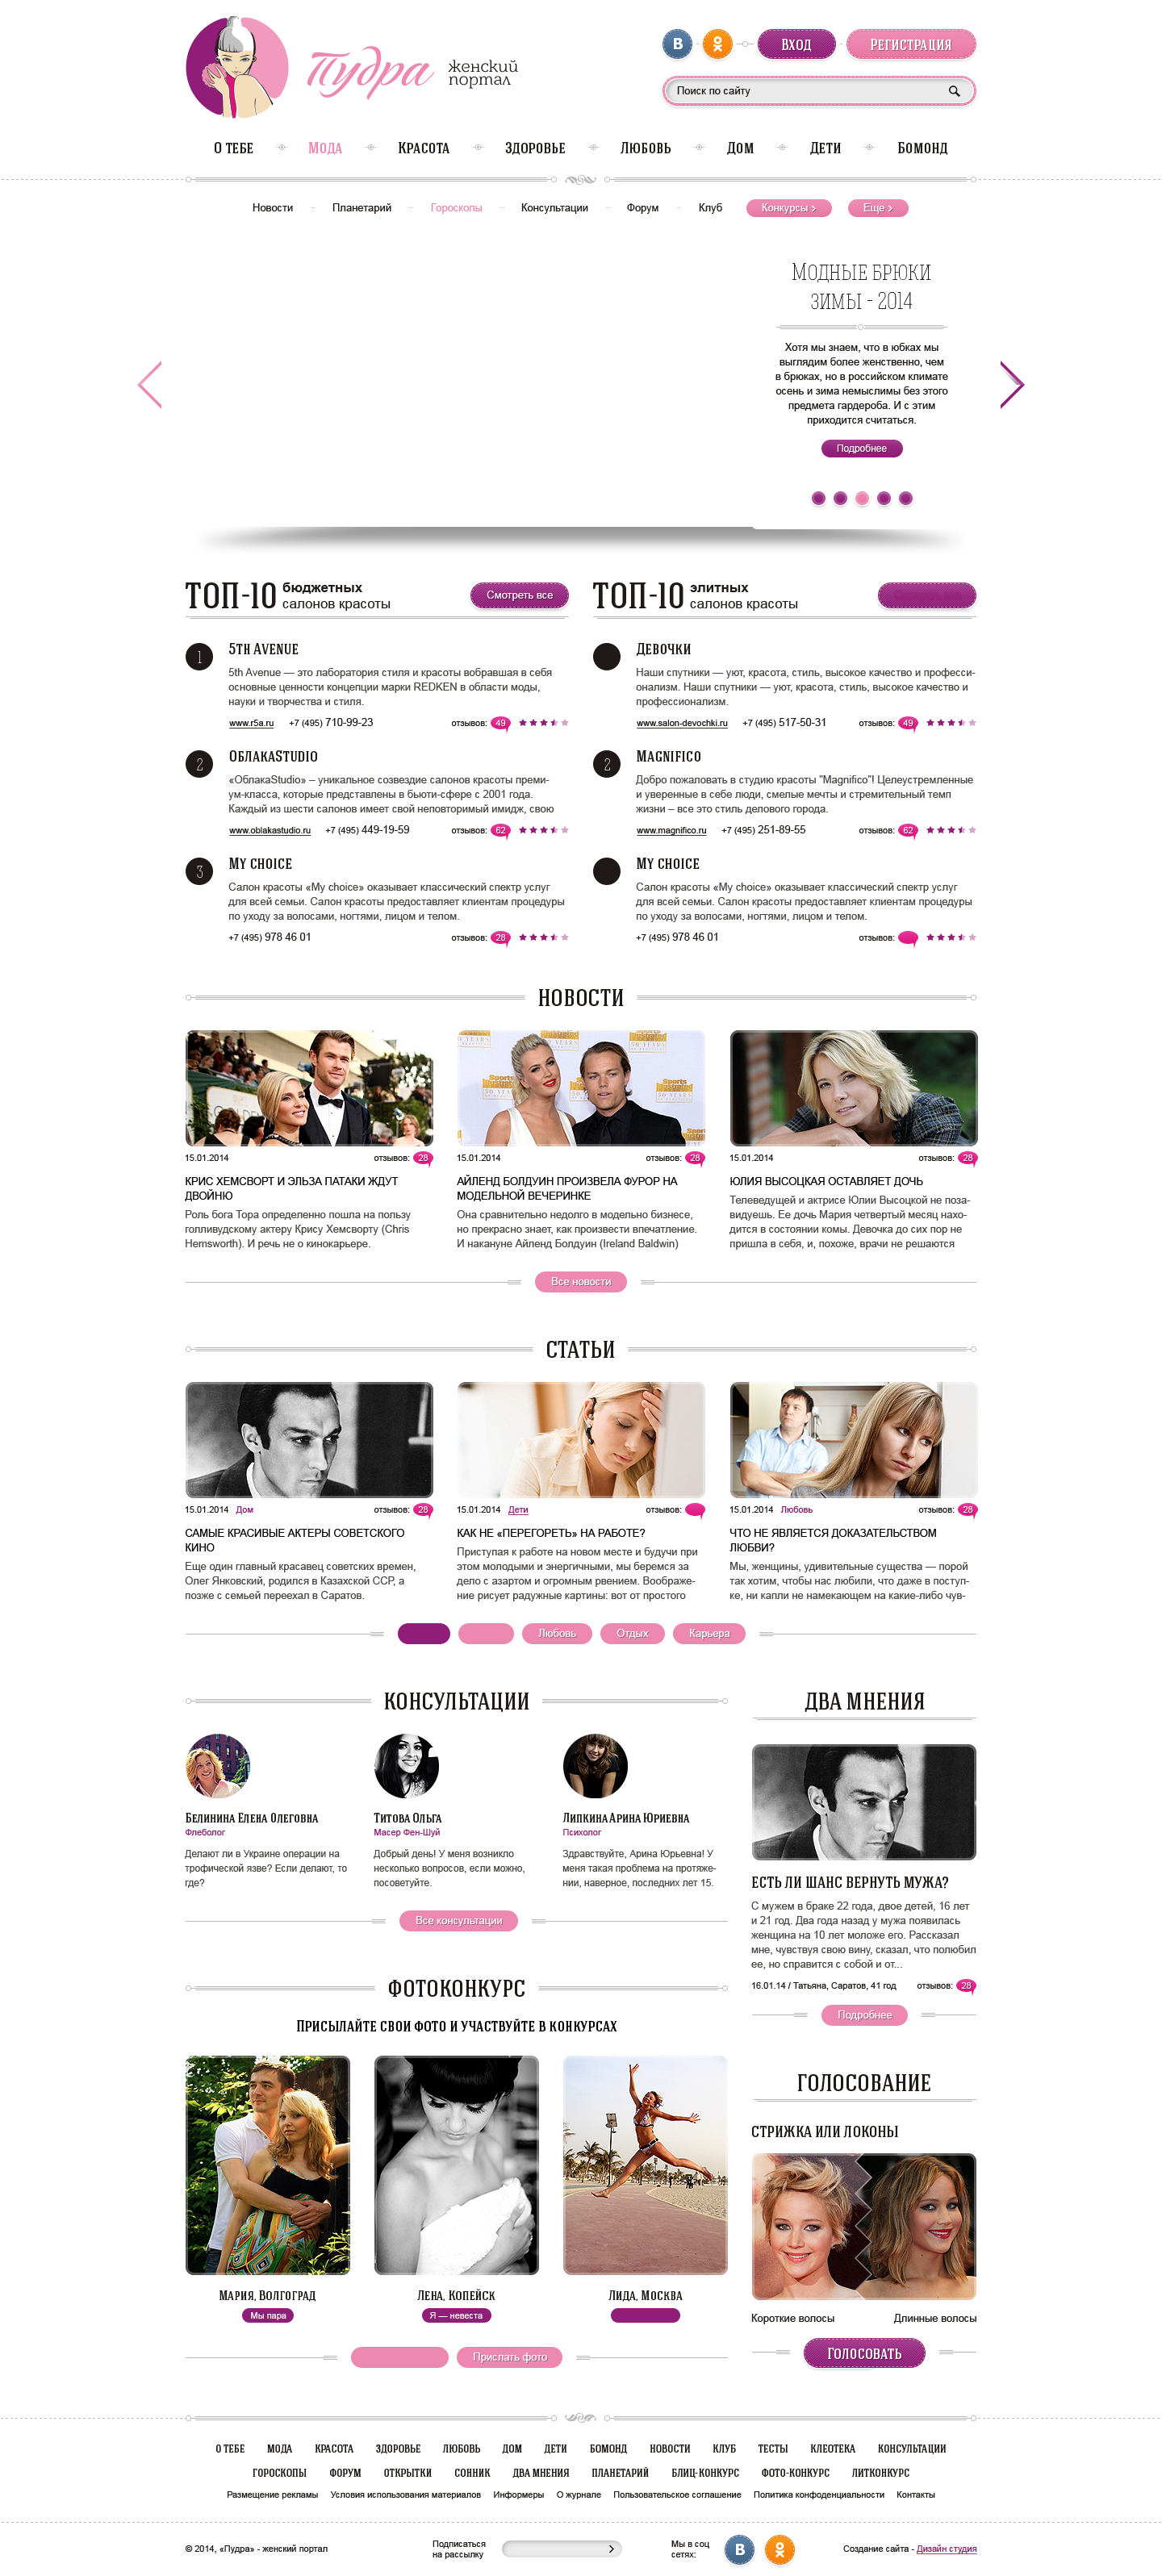 Пудра
женский
портал
В
Вход
Регистрация
Поиск по сайту
О тебе
Мода
Красота
Здоровье
Любовь
Дом
Дети
Бомонд
Новости
Планетарий
Гороскопы
Консультации
Форум
Клуб
Конкурсы
Еще
Модные брюки
зимы - 2014
Хотя мы знаем, что в юбках мы
выглядим более женственно, чем
в брюках, но в российском климате
осень и зима немыслимы без этого
предмета гардероба. И с этим
приходится считаться.
Подробнее
ТОП-10 бюджетных
салонов красоты
Смотреть все
1
5th Avenue
5th Avenue — это лаборатория стиля и красоты вобравшая в себя
основные ценности концепции марки REDKEN в области моды,
науки и творчества и стиля.
www.r5a.ru +7 (495) 710-99-23 отзывов: 49
2
ОблакаStudio
«ОблакаStudio» – уникальное созвездие салонов красоты преми-
ум-класса, которые представлены в бьюти-сфере с 2001 года.
Каждый из шести салонов имеет свой неповторимый имидж, свою
www.oblakastudio.ru +7 (495) 449-19-59 отзывов: 62
3
My choice
Салон красоты «My choice» оказывает классический спектр услуг
для всей семьи. Салон красоты предоставляет клиентам процедуры
по уходу за волосами, ногтями, лицом и телом.
+7 (495) 978 46 01 отзывов: 28
ТОП-10 элитных
салонов красоты
Девочки
Наши спутники — уют, красота, стиль, высокое качество и професси-
онализм. Наши спутники — уют, красота, стиль, высокое качество и
профессионализм.
www.salon-devochki.ru +7 (495) 517-50-31 отзывов: 49
2
Magnifico
Добро пожаловать в студию красоты "Magnifico"! Целеустремленные
и уверенные в себе люди, смелые мечты и стремительный темп
жизни – все это стиль делового города.
www.magnifico.ru +7 (495) 251-89-55 отзывов: 62
My choice
Салон красоты «My choice» оказывает классический спектр услуг
для всей семьи. Салон красоты предоставляет клиентам процедуры
по уходу за волосами, ногтями, лицом и телом.
+7 (495) 978 46 01 отзывов:
НОВОСТИ
15.01.2014 отзывов: 28
КРИС ХЕМСВОРТ И ЭЛЬЗА ПАТАКИ ЖДУТ
ДВОЙНЮ
Роль бога Тора определенно пошла на пользу
голливудскому актеру Крису Хемсворту (Chris
Hemsworth). И речь не о кинокарьере.
Sports
Illustrated
50 YEARS
15.01.2014 отзывов: 28
АЙЛЕНД БОЛДУИН ПРОИЗВЕЛА ФУРОР НА
МОДЕЛЬНОЙ ВЕЧЕРИНКЕ
Она сравнительно недолго в модельно бизнесе,
но прекрасно знает, как произвести впечатление.
И накануне Айленд Болдуин (Ireland Baldwin)
15.01.2014 отзывов: 28
ЮЛИЯ ВЫСОЦКАЯ ОСТАВЛЯЕТ ДОЧЬ
Телеведущей и актрисе Юлии Высоцкой не поза-
видуешь. Ее дочь Мария четвертый месяц нахо-
дится в состоянии комы. Девочка до сих пор не
пришла в себя, и, похоже, врачи не решаются
Все новости
СТАТЬИ
15.01.2014 Дом отзывов: 28
САМЫЕ КРАСИВЫЕ АКТЕРЫ СОВЕТСКОГО
КИНО
Еще один главный красавец советских времен,
Олег Янковский, родился в Казахской ССР, а
позже с семьей переехал в Саратов.
15.01.2014 Дети отзывов:
КАК НЕ «ПЕРЕГОРЕТЬ» НА РАБОТЕ?
Приступая к работе на новом месте и будучи при
этом молодыми и энергичными, мы беремся за
дело с азартом и огромным рвением. Воображе-
ние рисует радужные картины: вот от простого
15.01.2014 Любовь отзывов: 28
ЧТО НЕ ЯВЛЯЕТСЯ ДОКАЗАТЕЛЬСТВОМ
ЛЮБВИ?
Мы, женщины, удивительные существа — порой
так хотим, чтобы нас любили, что даже в поступ-
ке, ни капли не намекающем на какие-либо чув-
Любовь
Отдых
Карьера
КОНСУЛЬТАЦИИ
Белинина Елена Олеговна
Флеболог
Делают ли в Украине операции на
трофической язве? Если делают, то
где?
Титова Ольга
Масер Фен-Шуй
Добрый день! У меня возникло
несколько вопросов, если можно,
посоветуйте.
Липкина Арина Юриевна
Психолог
Здравствуйте, Арина Юрьевна! У
меня такая проблема на протяже-
нии, наверное, последних лет 15.
Все консультации
ДВА МНЕНИЯ
ЕСТЬ ЛИ ШАНС ВЕРНУТЬ МУЖА?
С мужем в браке 22 года, двое детей, 16 лет
и 21 год. Два года назад у мужа появилась
женщина на 10 лет моложе его. Рассказал
мне, чувствуя свою вину, сказал, что полюбил
ее, но справится с собой и от...
16.01.14 / Татьяна, Саратов, 41 год отзывов: 28
Подробнее
ФОТОКОНКУРС
Присылайте свои фото и участвуйте в конкурсах
Мария, Волгоград
Мы пара
Лена, Копейск
Я — невеста
Лида, Москва
Прислать фото
ГОЛОСОВАНИЕ
СТРИЖКА ИЛИ ЛОКОНЫ
Короткие волосы
Длинные волосы
Голосовать
О ТЕБЕ МОДА КРАСОТА ЗДОРОВЬЕ ЛЮБОВЬ ДОМ ДЕТИ БОМОНД НОВОСТИ КЛУБ ТЕСТЫ КЛЕОТЕКА КОНСУЛЬТАЦИИ
ГОРОСКОПЫ ФОРУМ ОТКРЫТКИ СОННИК ДВА МНЕНИЯ ПЛАНЕТАРИЙ БЛИЦ-КОНКУРС ФОТО-КОНКУРС ЛИТКОНКУРС
Размещение рекламы Условия использования материалов Информеры О журнале Пользовательское соглашение Политика конфоденциальности Контакты
© 2014, «Пудра» - женский портал
Подписаться
на рассылку
Мы в соц
сетях:
В
Создание сайта - Дизайн студия